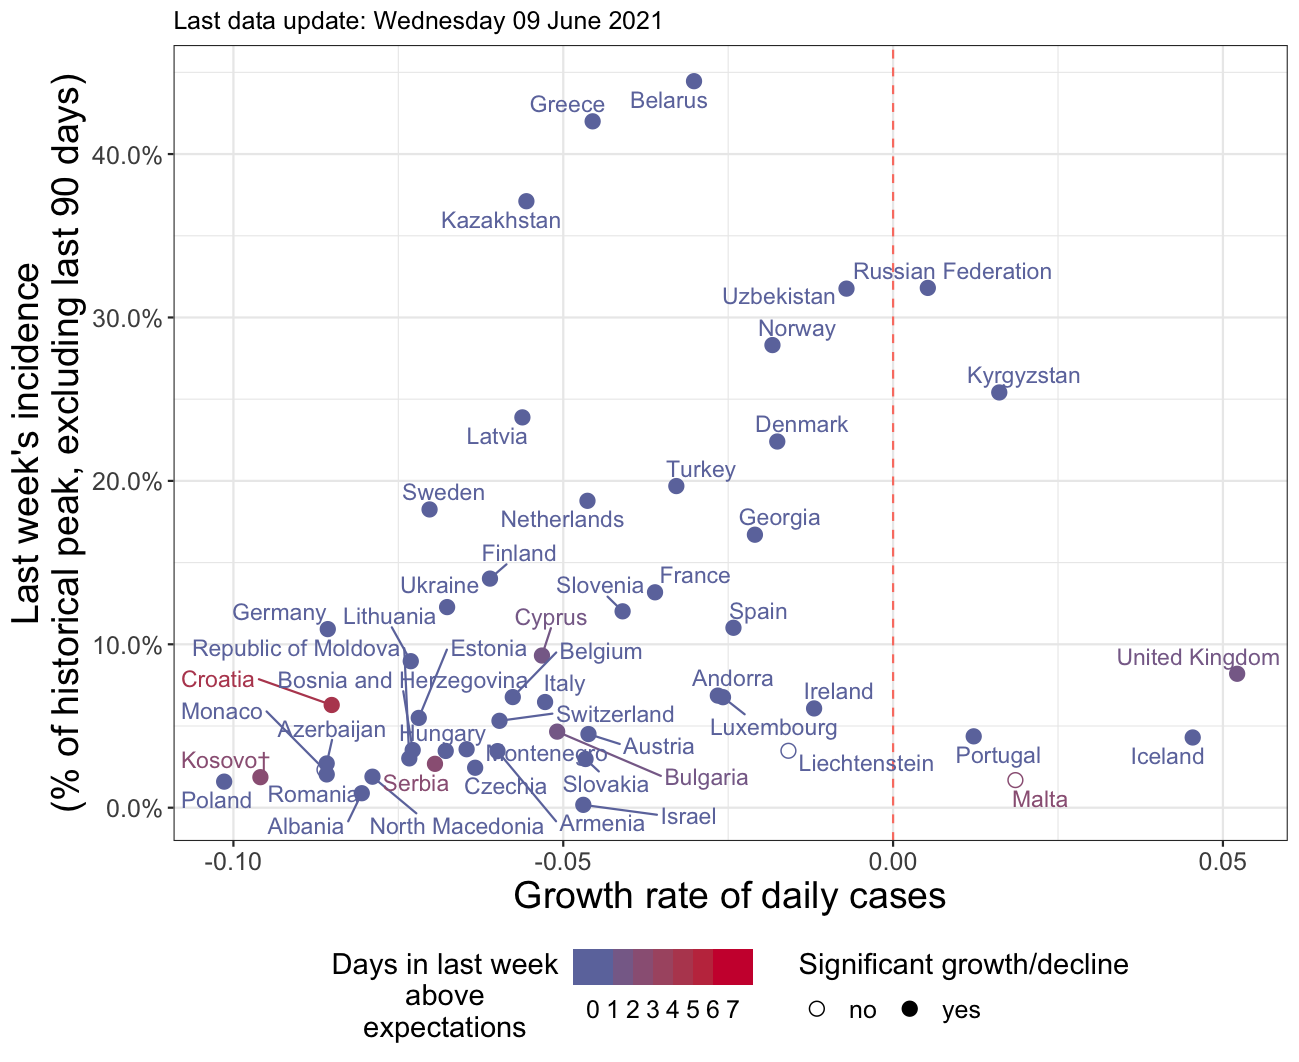 Last data update: Wednesday 09 June 2021
Last week's incidence
(% of historical peak, excluding last 90 days)
40.0%
30.0%
20.0%
10.0%
0.0%
Belarus
Greece
Kazakhstan
Russian Federation
Uzbekistan
Norway
Kyrgyzstan
Latvia
Denmark
Turkey
Sweden
Netherlands
Georgia
Finland
Ukraine
Slovenia
France
Germany
Lithuania
Cyprus
Spain
Republic of Moldova
Estonia
Belgium
United Kingdom
Croatia
Bosnia and Herzegovina
Italy
Andorra
Ireland
Monaco
Azerbaijan
Hungary
Switzerland
Luxembourg
Montenegro
Austria
Portugal
Iceland
Kosovo†
Serbia
Czechia
Slovakia
Bulgaria
Liechtenstein
Poland
Romania
Malta
Albania
North Macedonia
Armenia
Israel
-0.10
-0.05
0.00
0.05
Growth rate of daily cases
Days in last week
above
expectations
0 1 2 3 4 5 6 7
Significant growth/decline
no
yes